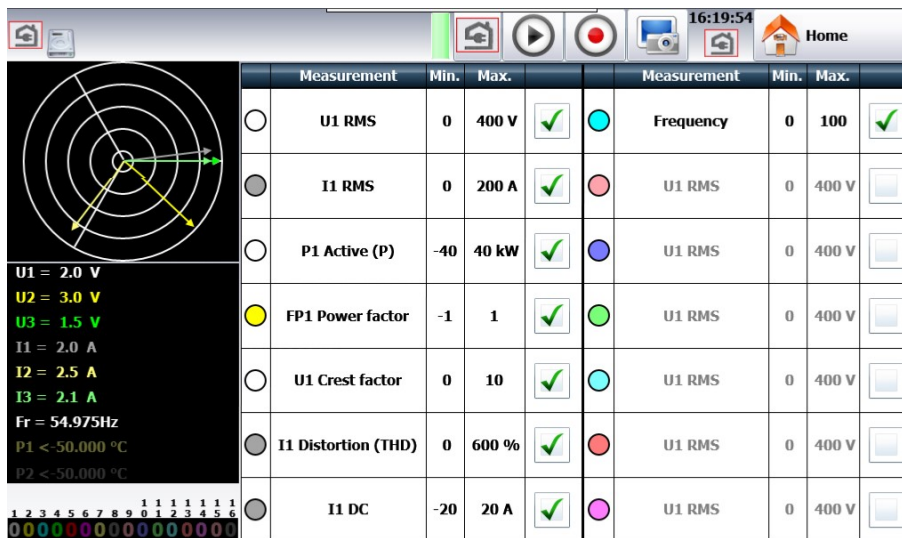 16:19:54
Home
Measurement Min. Max. Measurement Min. Max.
U1 RMS 0 400 V Frequency 0 100
I1 RMS 0 200 A U1 RMS 0 400 V
P1 Active (P) -40 40 kW U1 RMS 0 400 V
FP1 Power factor -1 1 U1 RMS 0 400 V
U1 Crest factor 0 10 U1 RMS 0 400 V
I1 Distortion (THD) 0 600 % U1 RMS 0 400 V
I1 DC -20 20 A U1 RMS 0 400 V
U1 = 2.0 V
U2 = 3.0 V
U3 = 1.5 V
I1 = 2.0 A
I2 = 2.5 A
I3 = 2.1 A
Fr = 54.975Hz
P1 <-50.000 °C
P2 <-50.000 °C
1 2 3 4 5 6 7 8 9 10 11 12 13 14 15 16
0 0 0 0 0 0 0 0 0 0 0 0 0 0 0 0